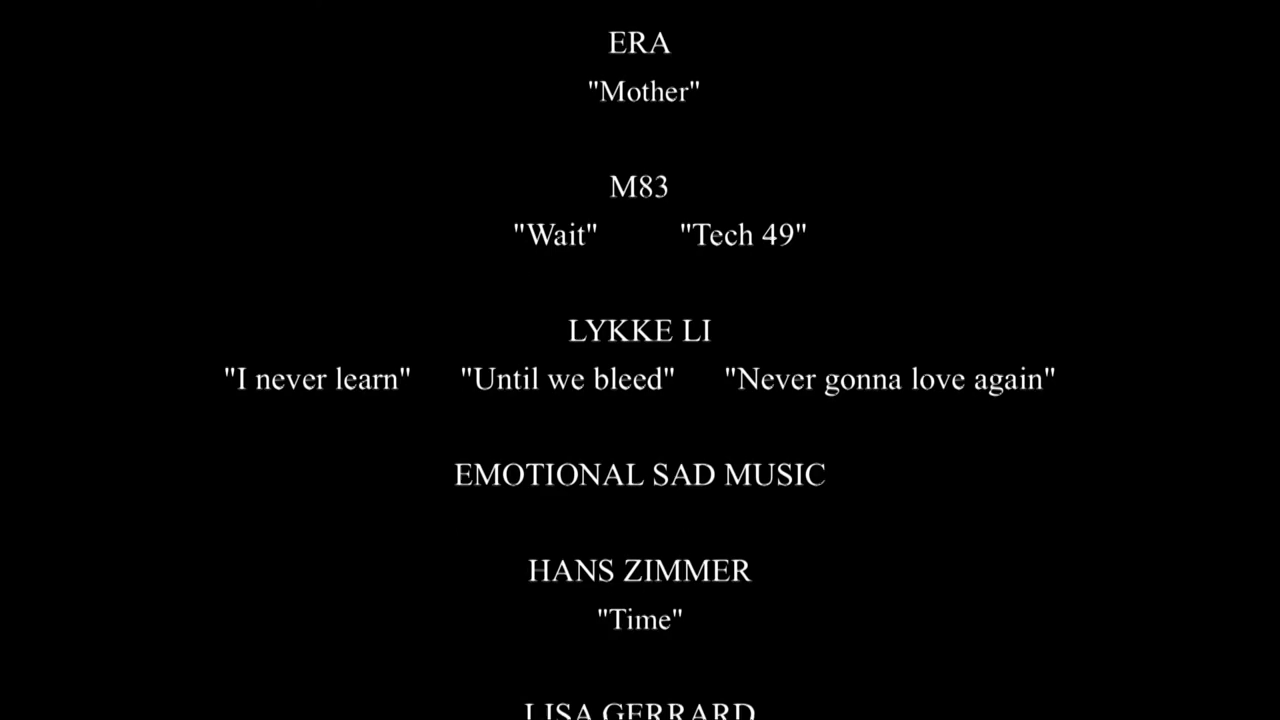 ERA
"Mother"
M83
"Wait" "Tech 49"
LYKKE LI
"I never learn" "Until we bleed" "Never gonna love again"
EMOTIONAL SAD MUSIC
HANS ZIMMER
"Time"
LISA GERRARD